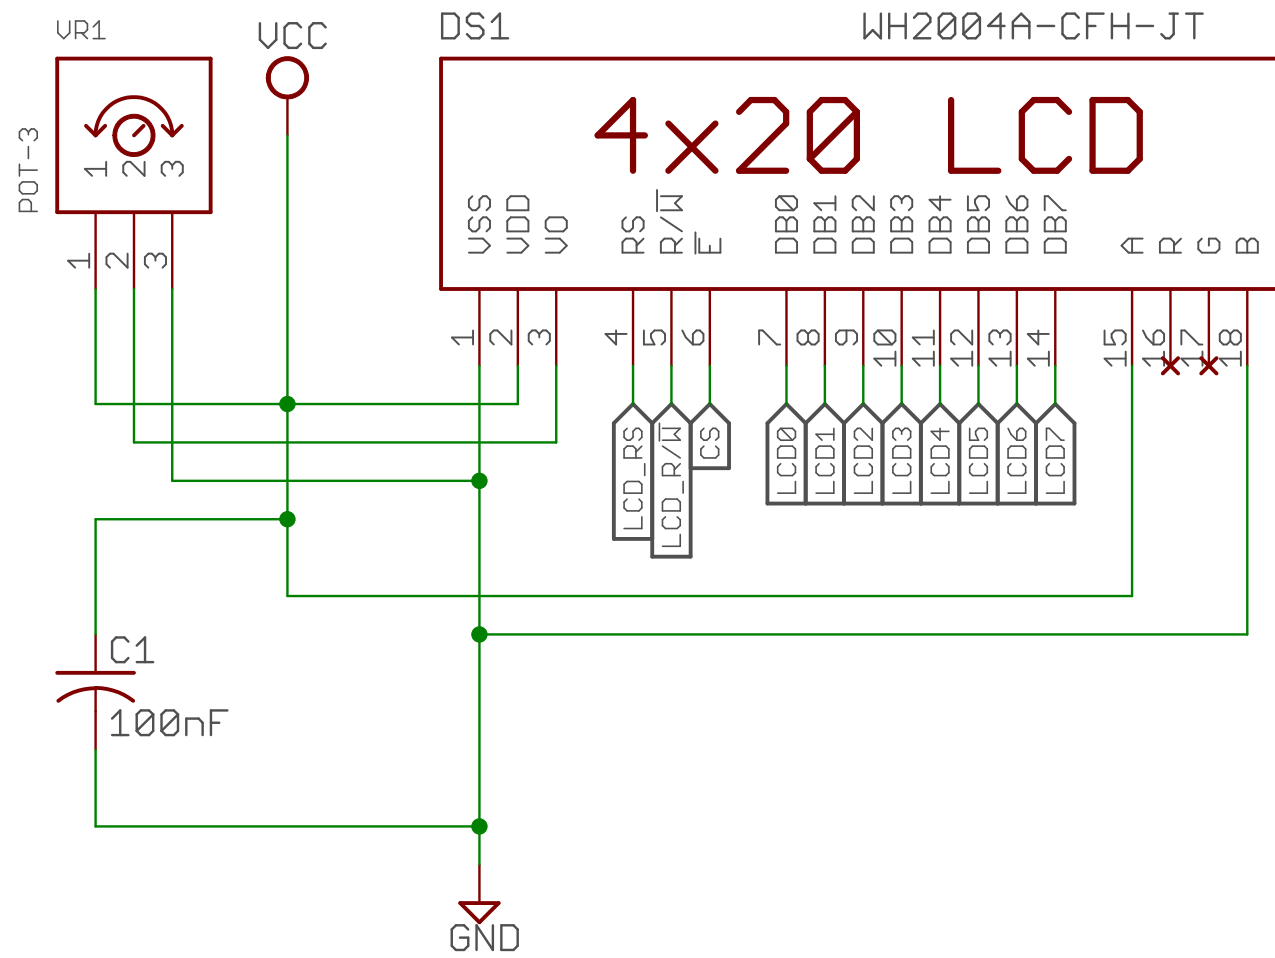 VR1
VCC
DS1
WH2004A-CFH-JT
POT-3
1 2 3
1 2 3
4x20 LCD
VSS VDD VO RS R/W E DB0 DB1 DB2 DB3 DB4 DB5 DB6 DB7 A R G B
1 2 3 4 5 6 7 8 9 10 11 12 13 14 15 16 17 18
LCD_RS LCD_R/W CS LCD0 LCD1 LCD2 LCD3 LCD4 LCD5 LCD6 LCD7
C1
100nF
GND